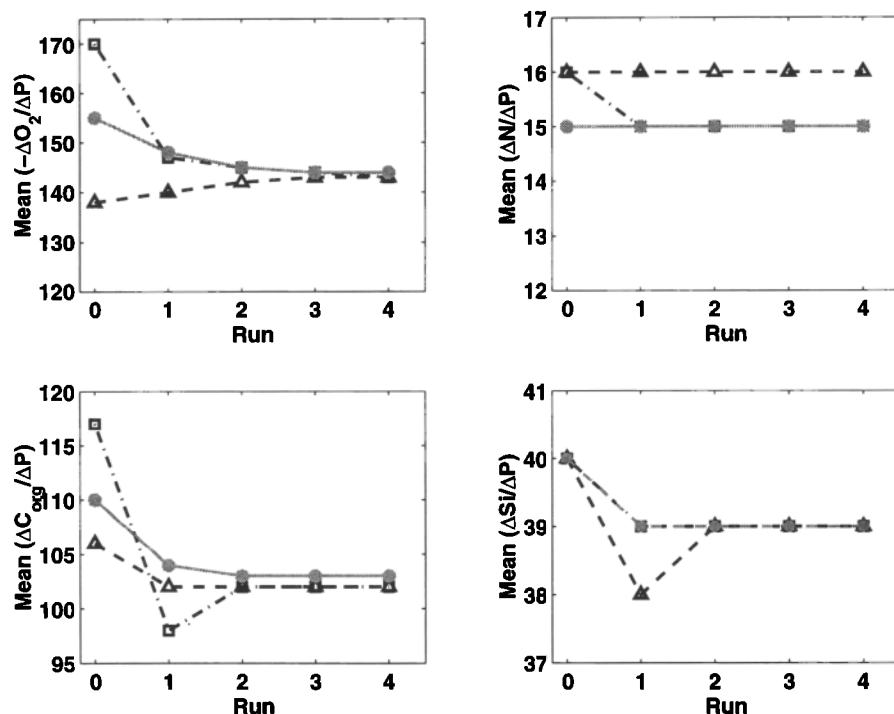 170
160
150
140
130
120
Mean (−ΔO2/ΔP)
0 1 2 3 4
Run
17
16
15
14
13
12
Mean (ΔN/ΔP)
0 1 2 3 4
Run
120
115
110
105
100
95
Mean (ΔCorg/ΔP)
0 1 2 3 4
Run
41
40
39
38
37
Mean (ΔSi/ΔP)
0 1 2 3 4
Run